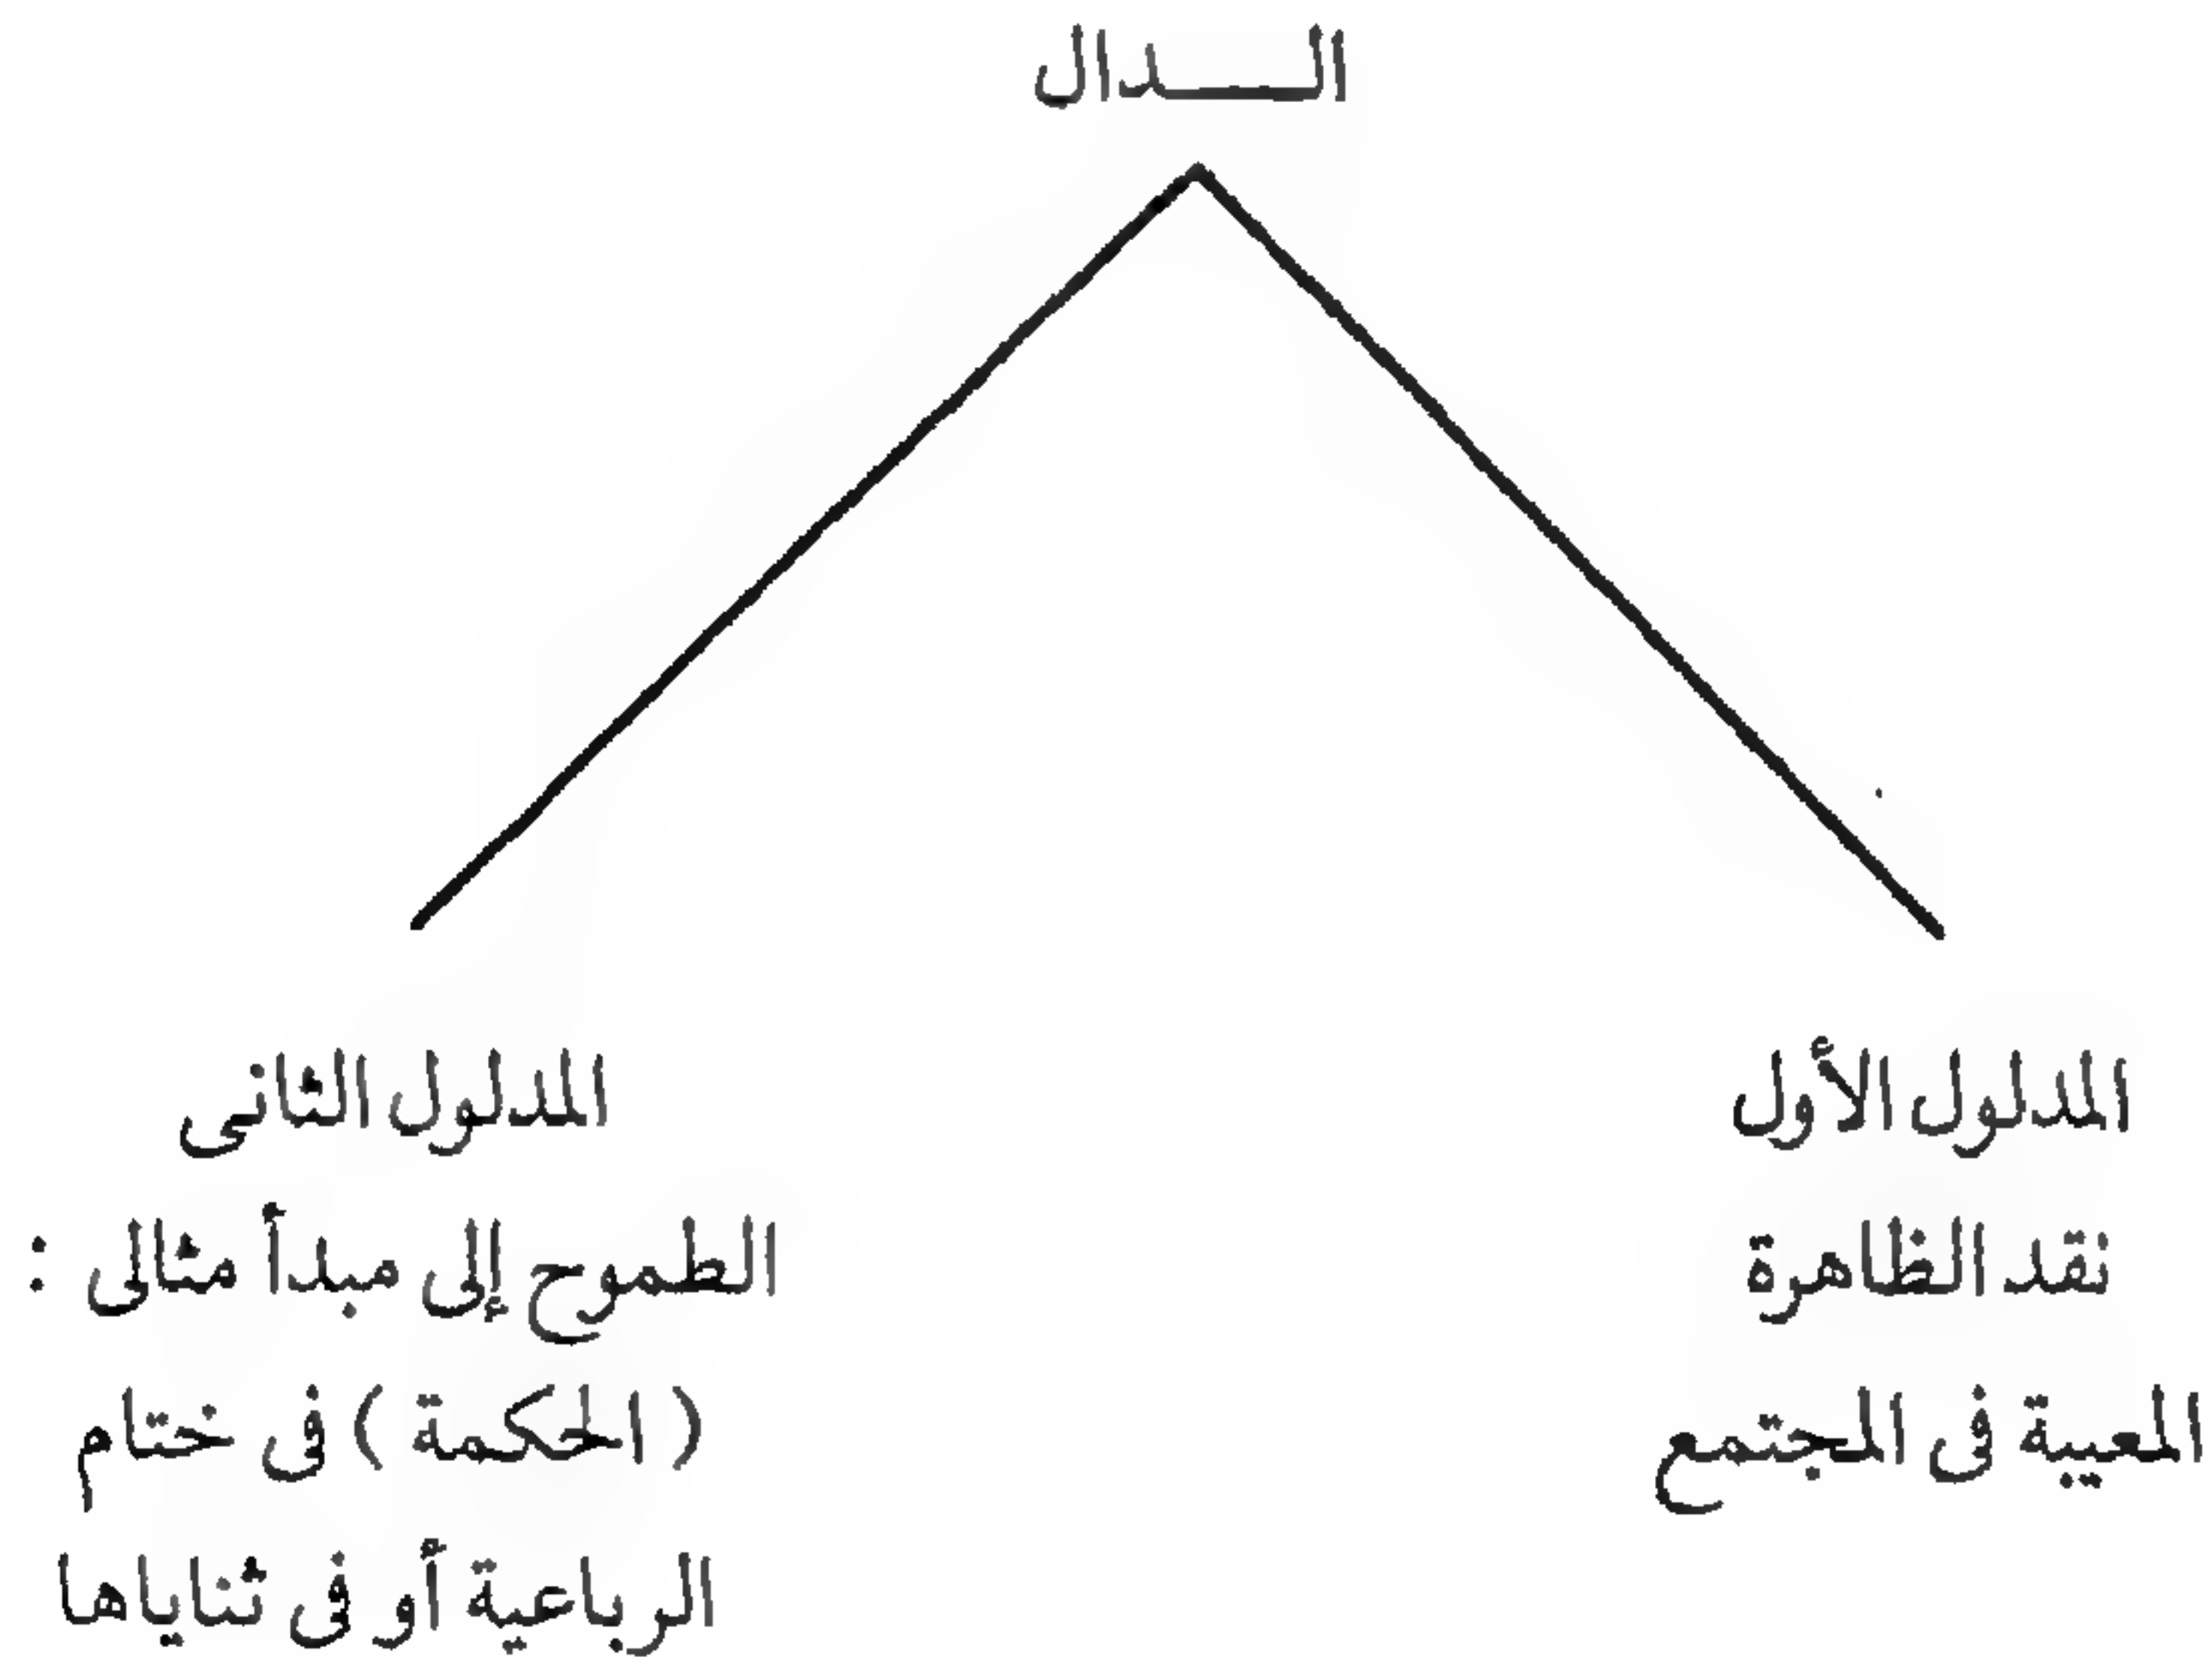 الـــدال
المدلول الأول
نقد الظاهرة
المعيبة فى المجتمع
المدلول الثانى
الطموح إلى مبدأ مثالى :
( الحكمة ) فى ختام
الرباعية أو فى ثناياها